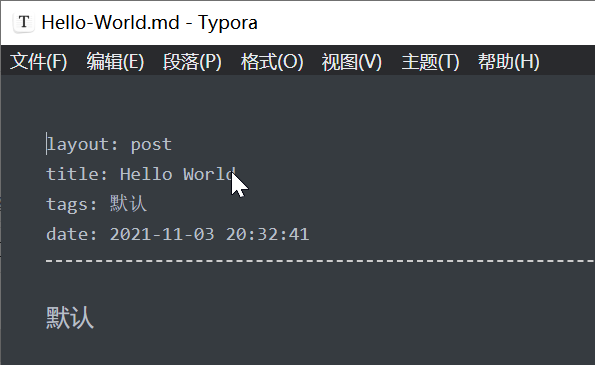 T Hello-World.md - Typora
文件(F) 编辑(E) 段落(P) 格式(O) 视图(V) 主题(T) 帮助(H)
layout: post
title: Hello World
tags: 默认
date: 2021-11-03 20:32:41
默认